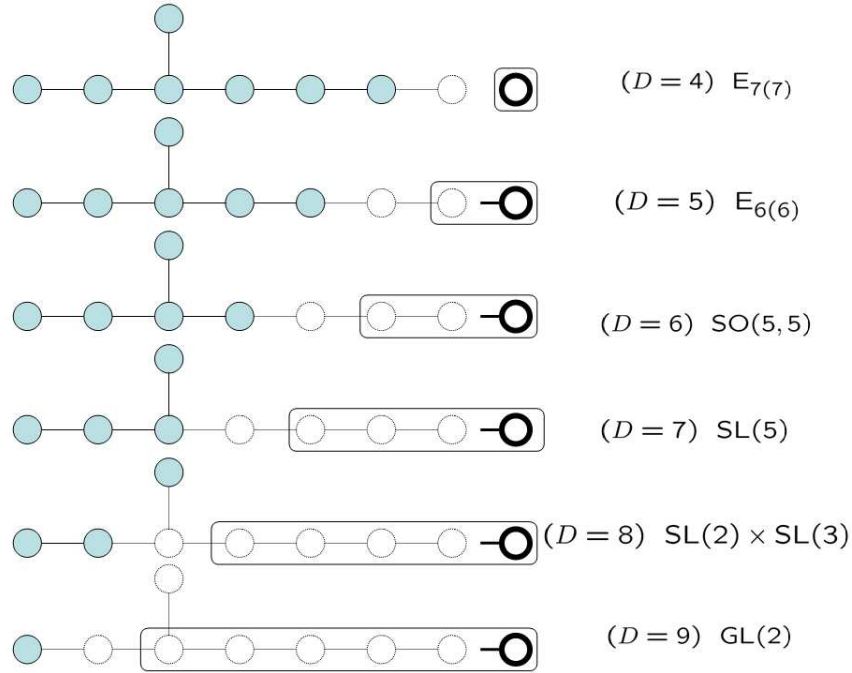 (D = 4) E₇₍₇₎
(D = 5) E₆₍₆₎
(D = 6) SO(5,5)
(D = 7) SL(5)
(D = 8) SL(2) × SL(3)
(D = 9) GL(2)